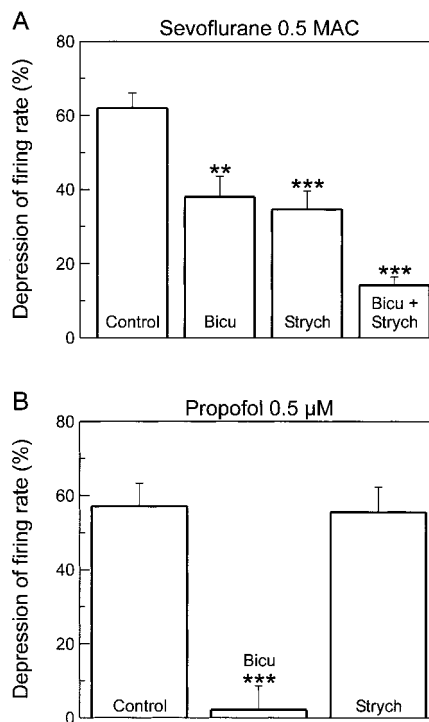 A
Sevoflurane 0.5 MAC
Depression of firing rate (%)
80
60
40
20
0
Control
**
Bicu
***
Strych
***
Bicu +
Strych
B
Propofol 0.5 µM
Depression of firing rate (%)
80
60
40
20
0
Control
Bicu
***
Strych